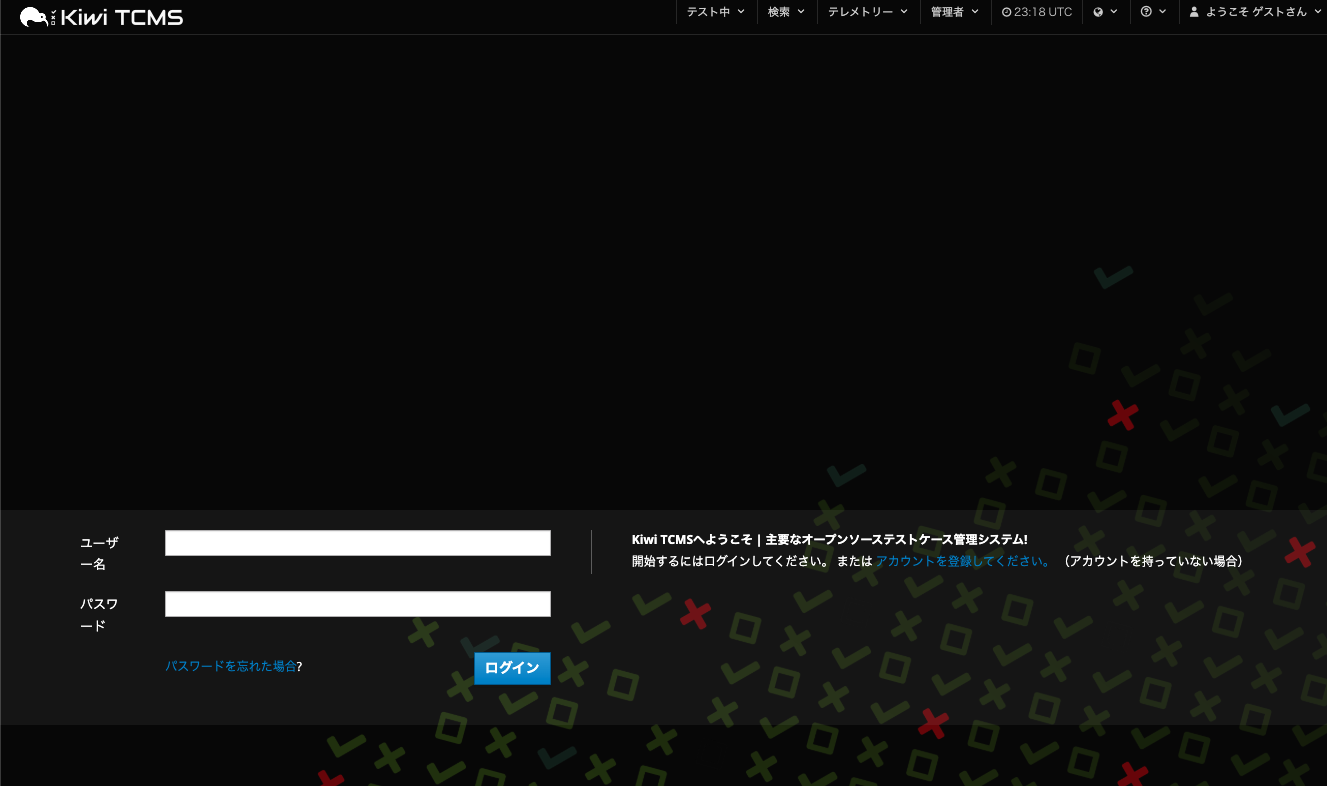 Kiwi TCMS
テスト中 検索 テレメトリー 管理者 23:18 UTC ようこそ ゲストさん
ユーザ
ー名
パスワ
ード
パスワードを忘れた場合?
ログイン
Kiwi TCMSへようこそ | 主要なオープンソーステストケース管理システム!
開始するにはログインしてください。 または アカウントを登録してください。 （アカウントを持っていない場合）